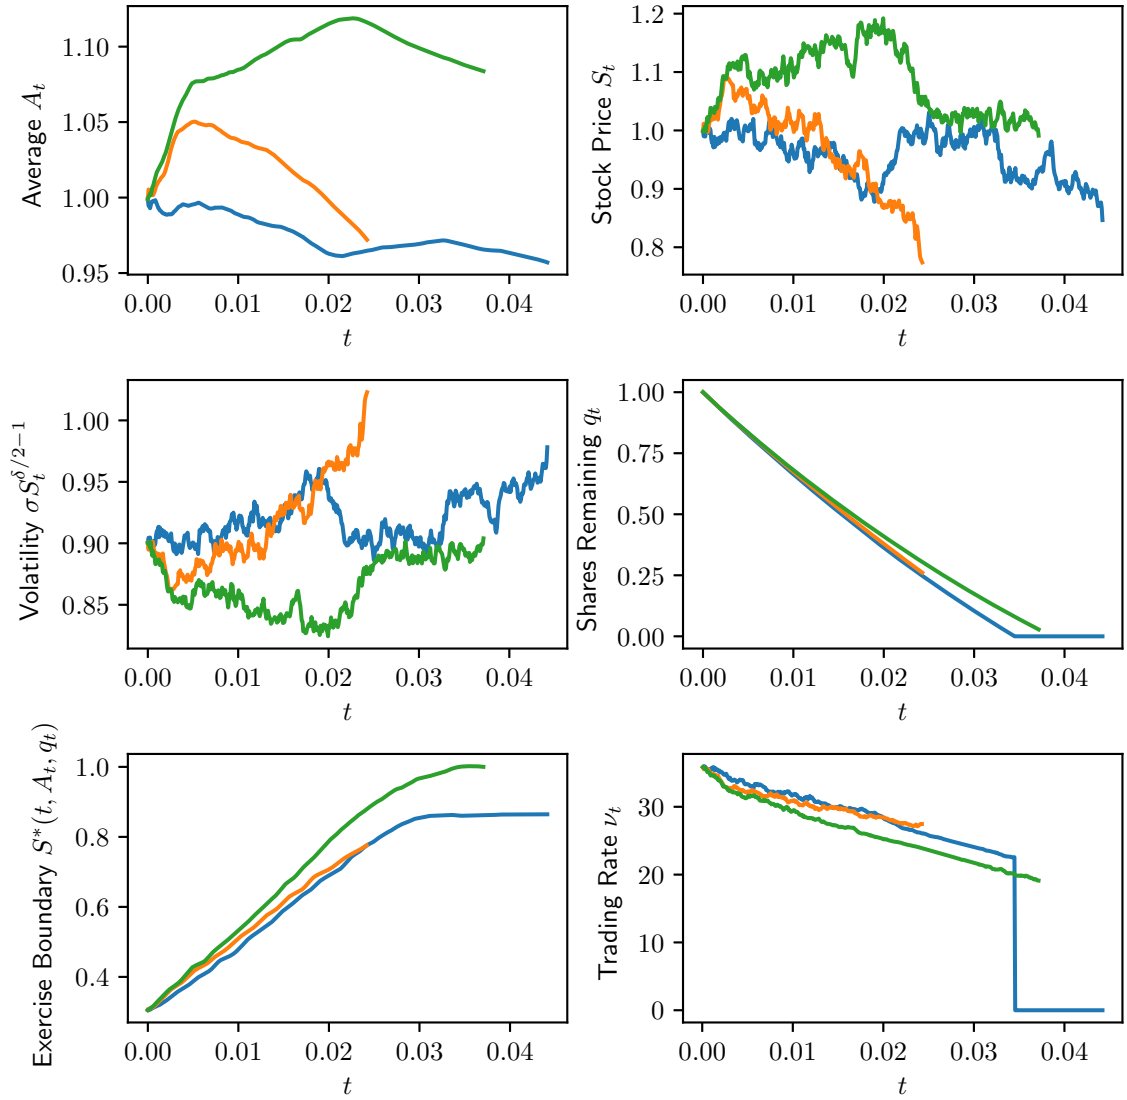 Average A_t
1.10
1.05
1.00
0.95
0.00 0.01 0.02 0.03 0.04
t
Stock Price S_t
1.2
1.1
1.0
0.9
0.8
0.00 0.01 0.02 0.03 0.04
t
Volatility σS_t^{δ/2−1}
1.00
0.95
0.90
0.85
0.00 0.01 0.02 0.03 0.04
t
Shares Remaining q_t
1.00
0.75
0.50
0.25
0.00
0.00 0.01 0.02 0.03 0.04
t
Exercise Boundary S*(t, A_t, q_t)
1.0
0.8
0.6
0.4
0.00 0.01 0.02 0.03 0.04
t
Trading Rate ν_t
30
20
10
0
0.00 0.01 0.02 0.03 0.04
t